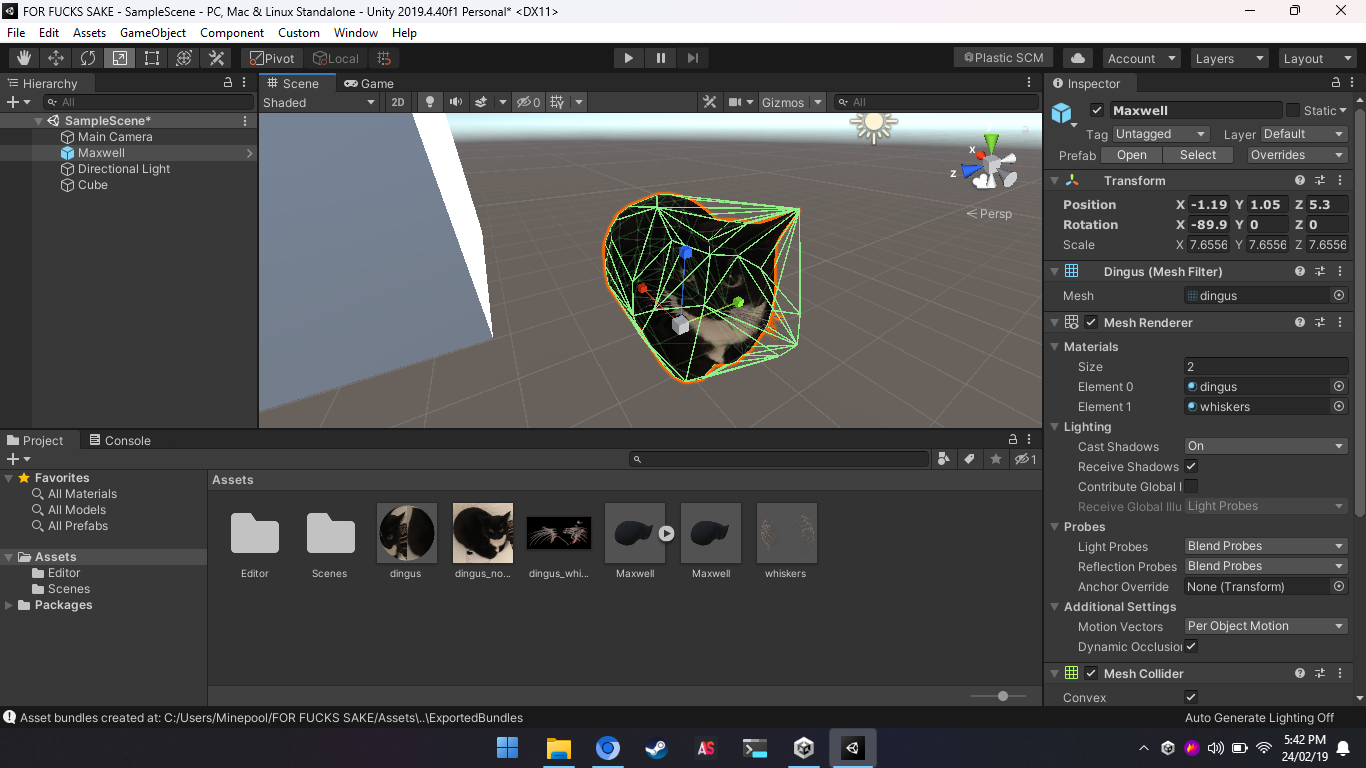 FOR FUCKS SAKE - SampleScene - PC, Mac & Linux Standalone - Unity 2019.4.40f1 Personal* <DX11>
File Edit Assets GameObject Component Custom Window Help
Pivot Local Plastic SCM Account Layers Layout
Hierarchy
All
SampleScene*
Main Camera
Maxwell
Directional Light
Cube
Scene Game
Shaded 2D 0 Gizmos All
x
z
Persp
Inspector
Maxwell Static
Tag Untagged Layer Default
Prefab Open Select Overrides
Transform
Position X -1.19 Y 1.05 Z 5.3
Rotation X -89.9 Y 0 Z 0
Scale X 7.6556 Y 7.6556 Z 7.6556
Dingus (Mesh Filter)
Mesh dingus
Mesh Renderer
Materials
Size 2
Element 0 dingus
Element 1 whiskers
Lighting
Cast Shadows On
Receive Shadows
Contribute Global I
Receive Global Illu Light Probes
Probes
Light Probes Blend Probes
Reflection Probes Blend Probes
Anchor Override None (Transform)
Additional Settings
Motion Vectors Per Object Motion
Dynamic Occlusion
Mesh Collider
Convex
Project Console
1
Favorites
All Materials
All Models
All Prefabs
Assets
Editor
Scenes
Packages
Assets
Editor Scenes dingus dingus_no... dingus_whi... Maxwell Maxwell whiskers
Asset bundles created at: C:/Users/Minepool/FOR FUCKS SAKE/Assets\..\ExportedBundles
Auto Generate Lighting Off
AS
5:42 PM
24/02/19